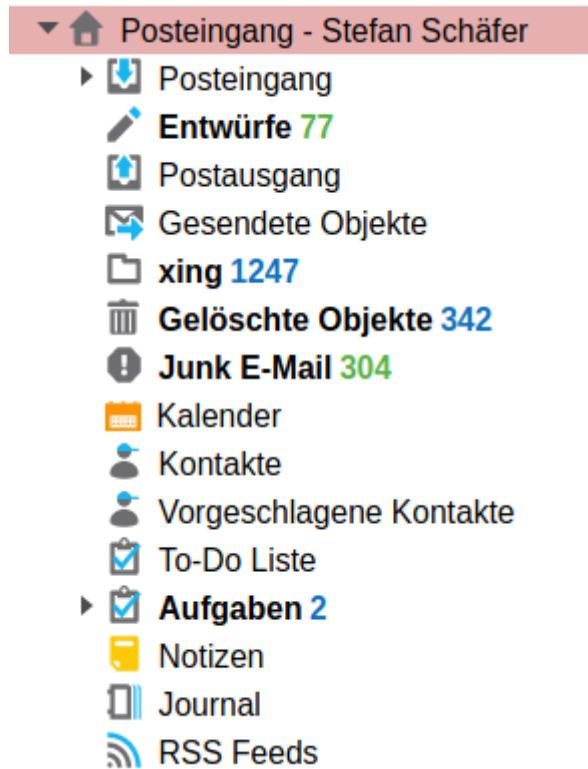 Posteingang - Stefan Schäfer
Posteingang
Entwürfe 77
Postausgang
Gesendete Objekte
xing 1247
Gelöschte Objekte 342
Junk E-Mail 304
Kalender
Kontakte
Vorgeschlagene Kontakte
To-Do Liste
Aufgaben 2
Notizen
Journal
RSS Feeds